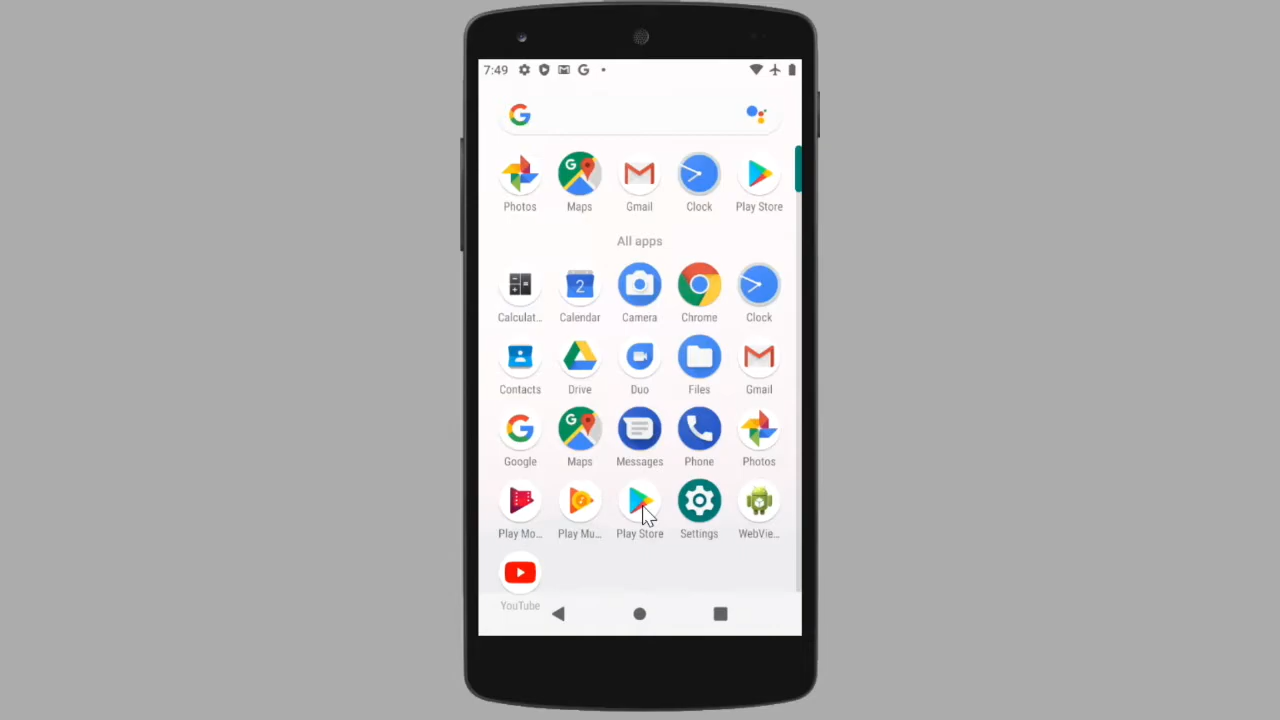 7:49
Photos Maps Gmail Clock Play Store
All apps
Calculat... Calendar Camera Chrome Clock
2
Contacts Drive Duo Files Gmail
Google Maps Messages Phone Photos
Play Mo... Play Mu... Play Store Settings WebVie...
YouTube